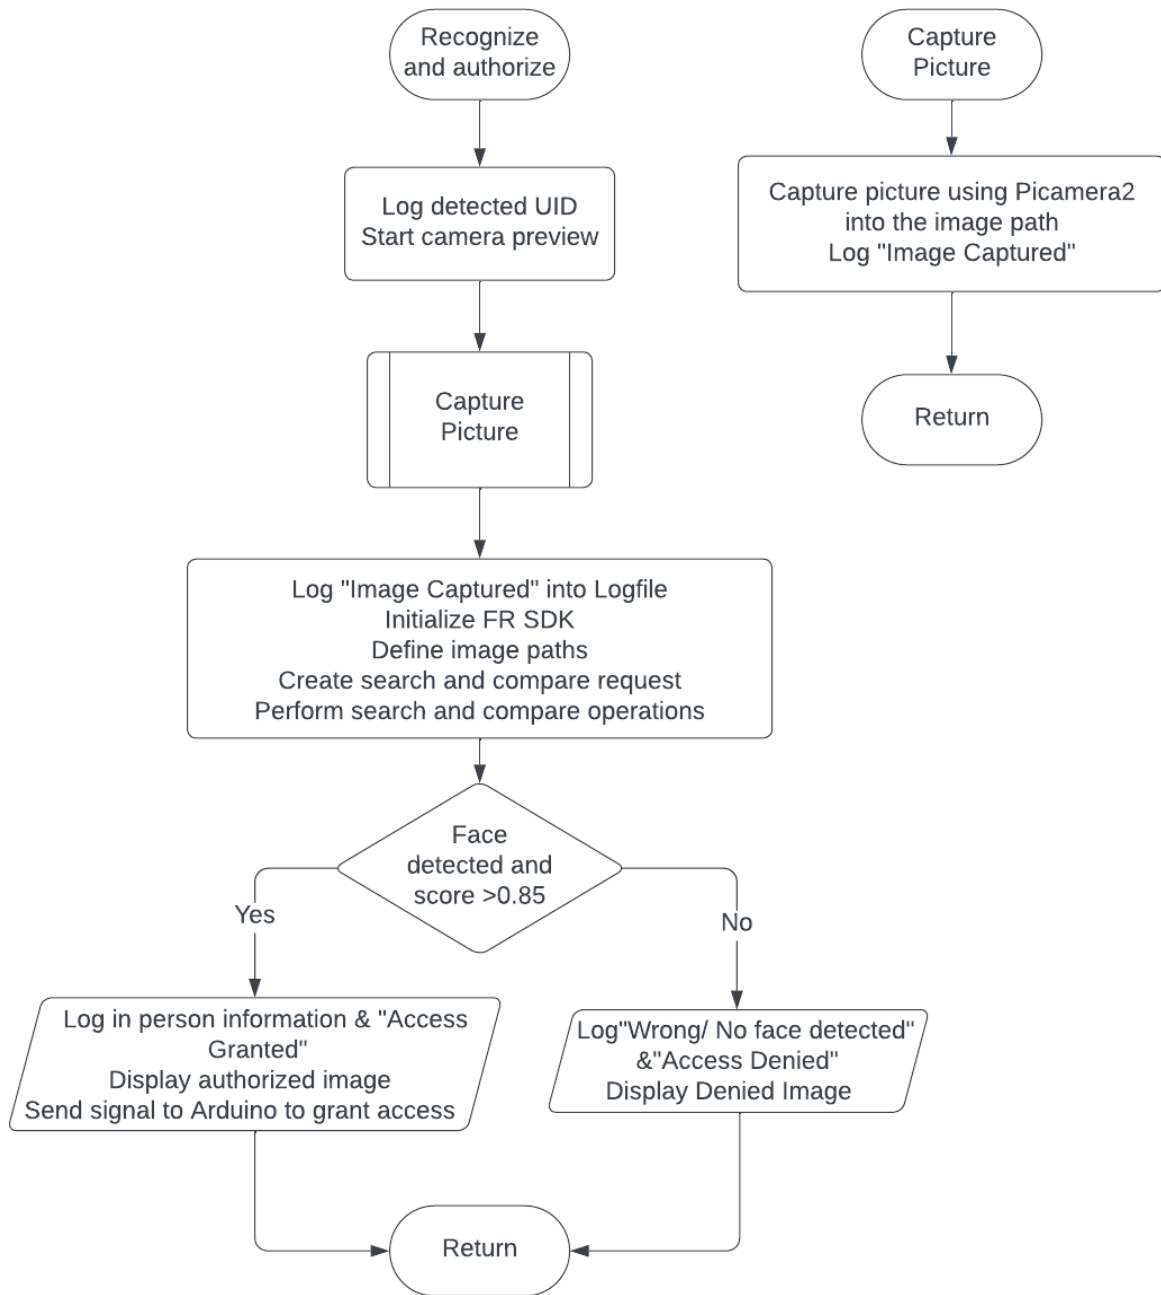 Recognize
and authorize
Log detected UID
Start camera preview
Capture
Picture
Log "Image Captured" into Logfile
Initialize FR SDK
Define image paths
Create search and compare request
Perform search and compare operations
Face
detected and
score >0.85
Yes
No
Log in person information & "Access
Granted"
Display authorized image
Send signal to Arduino to grant access
Log"Wrong/ No face detected"
&"Access Denied"
Display Denied Image
Return
Capture
Picture
Capture picture using Picamera2
into the image path
Log "Image Captured"
Return